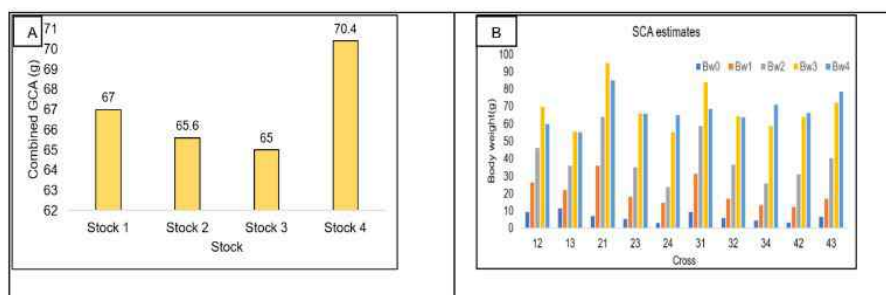 A
Combined GCA (g)
71
70
69
68
67
66
65
64
63
62
67
65.6
65
70.4
Stock 1 Stock 2 Stock 3 Stock 4
Stock
B
SCA estimates
Bw0 Bw1 Bw2 Bw3 Bw4
Body weight(g)
100
90
80
70
60
50
40
30
20
10
0
12 13 21 23 24 31 32 34 42 43
Cross